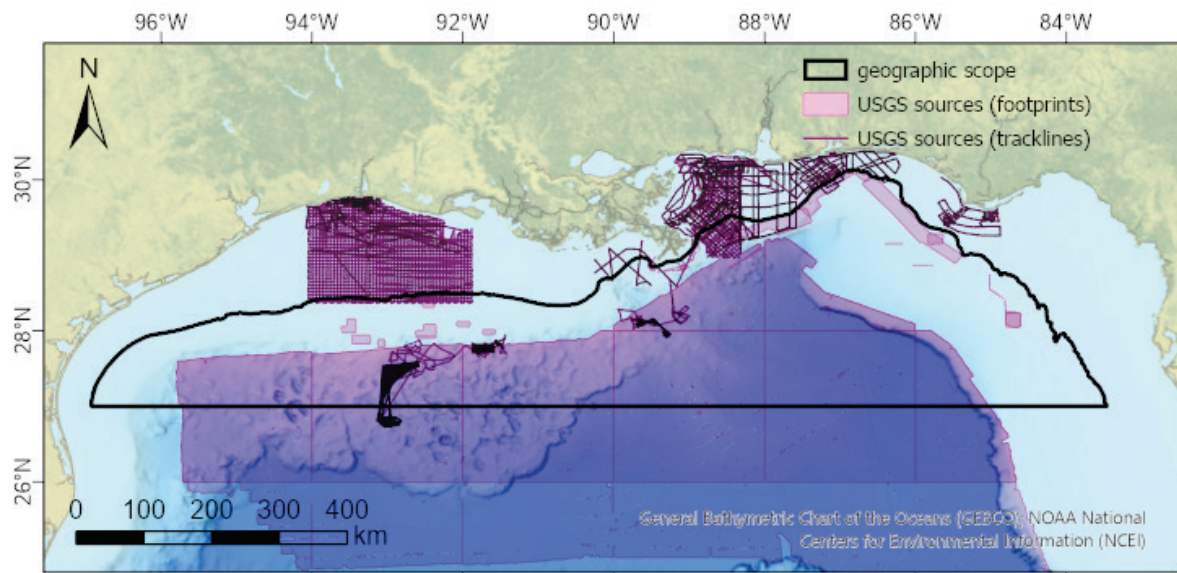 96°W 94°W 92°W 90°W 88°W 86°W 84°W
N
geographic scope
USGS sources (footprints)
USGS sources (tracklines)
30°N
28°N
26°N
0 100 200 300 400
km
General Bathymetric Chart of the Oceans (GEBCO), NOAA National
Centers for Environmental Information (NCEI)